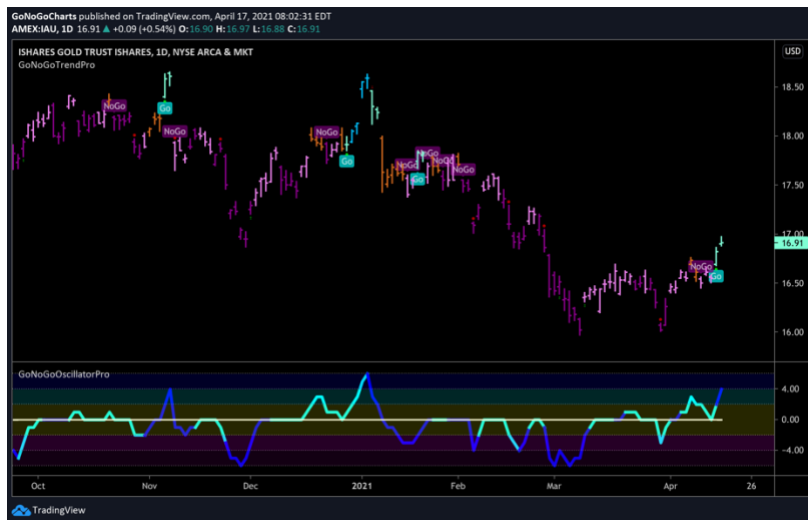 GoNoGoCharts published on TradingView.com, April 17, 2021 08:02:31 EDT
AMEX:IAU, 1D 16.91 ▲ +0.09 (+0.54%) O:16.90 H:16.97 L:16.88 C:16.91
ISHARES GOLD TRUST ISHARES, 1D, NYSE ARCA & MKT
USD
GoNoGoTrendPro
18.50
NoGo
Go
NoGo
NoGo
18.00
Go
NoGo
NoGo
NoGo
NoGo
Go
17.50
17.00
16.91
NoGo
Go
16.50
16.00
GoNoGoOscillatorPro
4.00
0.00
-4.00
Oct Nov Dec 2021 Feb Mar Apr 26
TradingView